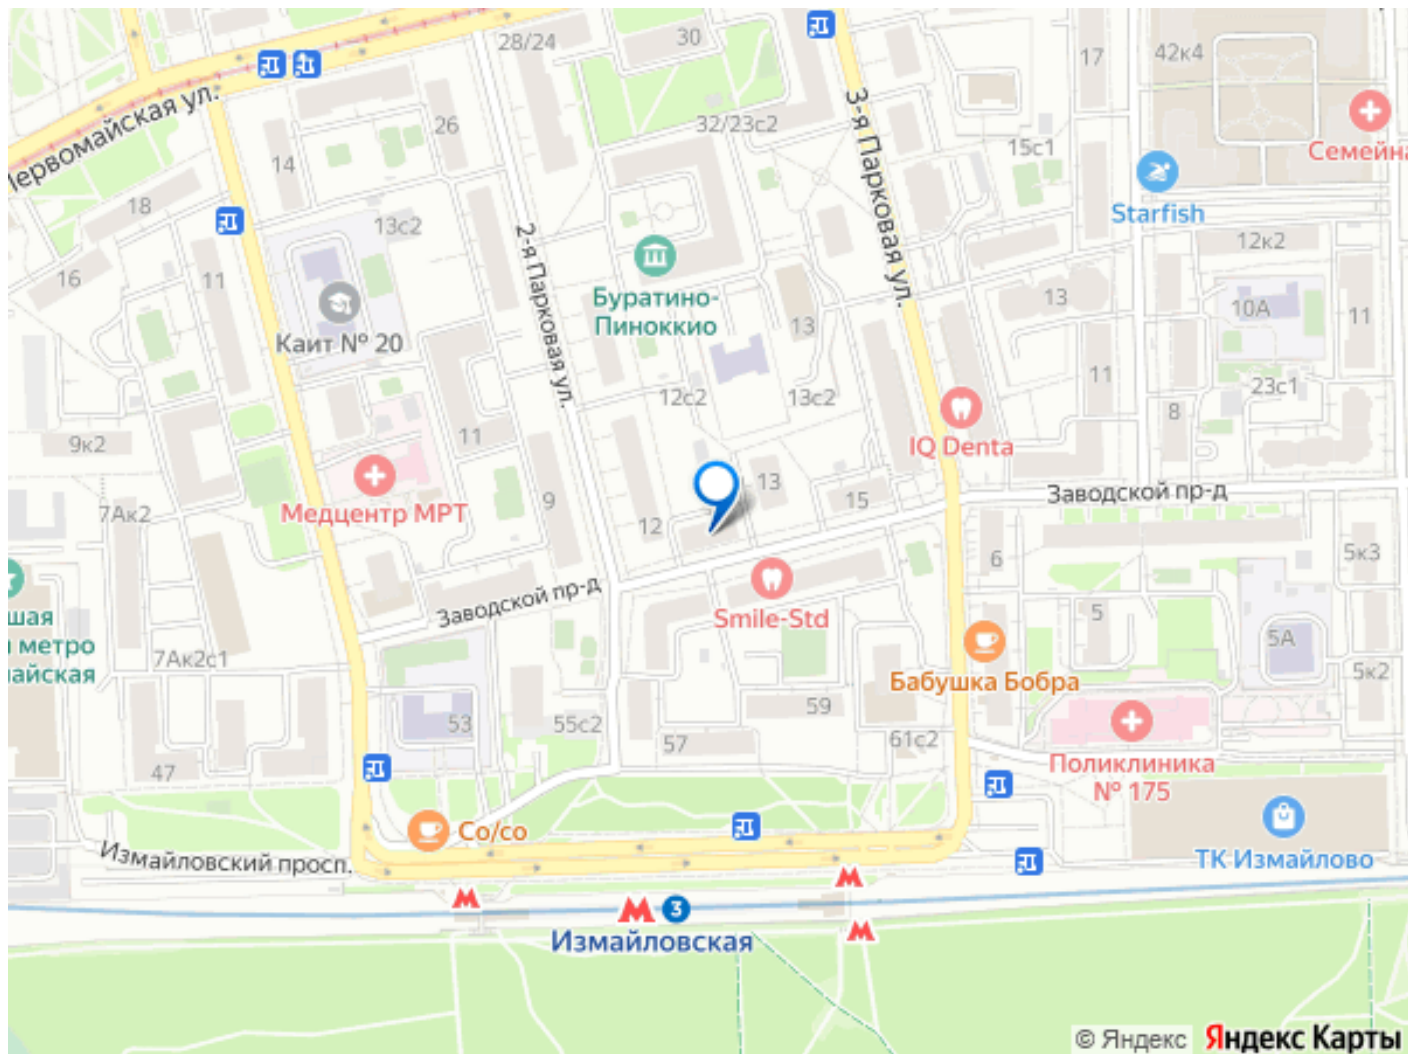 28/24
30
17
42к4
Первомайская ул.
26
32/23с2
3-я Парковая ул.
15с1
14
Семейна
18
13с2
2-я Парковая ул.
Starfish
12к2
16
11
Буратино-
Пиноккио
13
13
10А
11
Каит № 20
12с2
13с2
11
23с1
8
9к2
11
IQ Denta
Медцентр МРТ
9
13
15
Заводской пр-д
7Ак2
12
6
5к3
Заводской пр-д
Smile-Std
шая
метро
айская
7Ак2с1
5
5А
5к2
Бабушка Бобра
53
55с2
59
57
61с2
47
Поликлиника
№ 175
Co/co
ТК Измайлово
Измайловский просп.
3
Измайловская
© Яндекс
Яндекс Карты